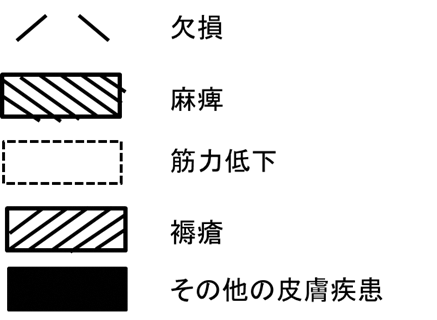 欠損
麻痺
筋力低下
褥瘡
その他の皮膚疾患